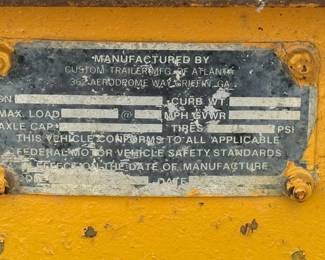 MANUFACTURED BY
CUSTOM TRAILER MFG OF ATLANTA
362 AERODROME WAY GRIFFIN, GA.
SN CURB WT.
MAX. LOAD @ MPH GVWR
AXLE CAP. TIRES PSI
THIS VEHICLE CONFORMS TO ALL APPLICABLE
FEDERAL MOTOR VEHICLE SAFETY STANDARDS
IN EFFECT ON THE DATE OF MANUFACTURE
DATE